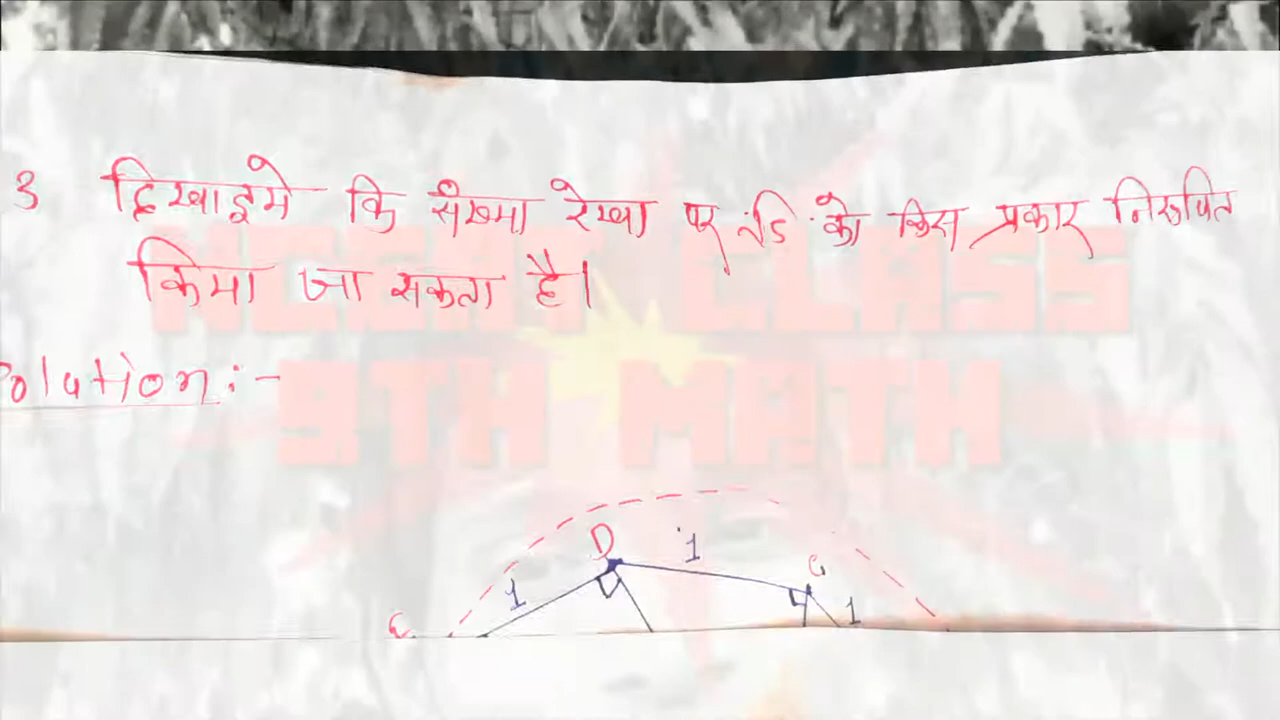 3 दिखाइये कि संख्या रेखा पर √5 को किस प्रकार निरूपित
किया जा सकता है।
Solution:-
NCERT CLASS
9TH MATH
D
1
1
C
1
E